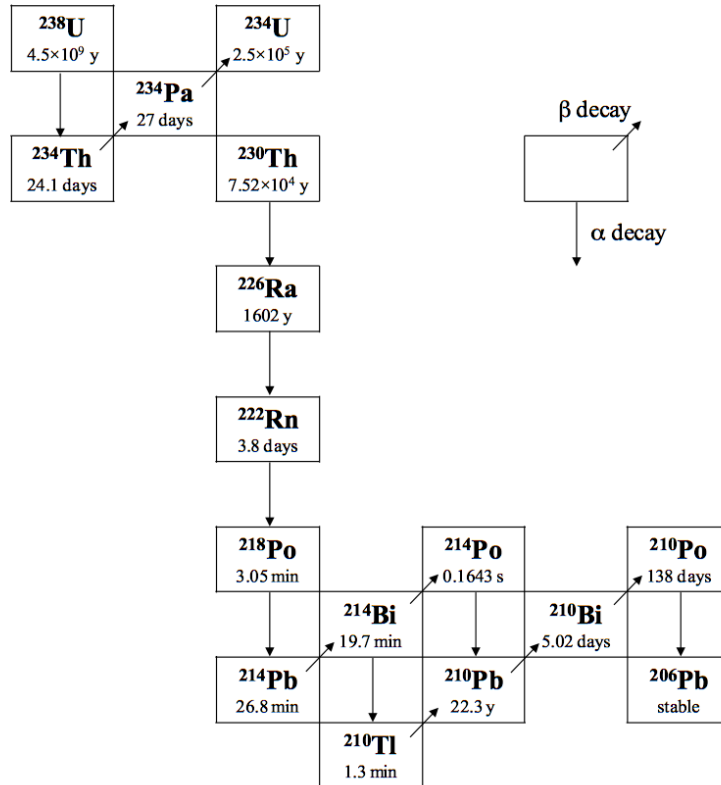 ²³⁸U
4.5×10⁹ y
²³⁴U
2.5×10⁵ y
²³⁴Pa
27 days
²³⁴Th
24.1 days
²³⁰Th
7.52×10⁴ y
β decay
α decay
²²⁶Ra
1602 y
²²²Rn
3.8 days
²¹⁸Po
3.05 min
²¹⁴Po
0.1643 s
²¹⁰Po
138 days
²¹⁴Bi
19.7 min
²¹⁰Bi
5.02 days
²¹⁴Pb
26.8 min
²¹⁰Pb
22.3 y
²⁰⁶Pb
stable
²¹⁰Tl
1.3 min